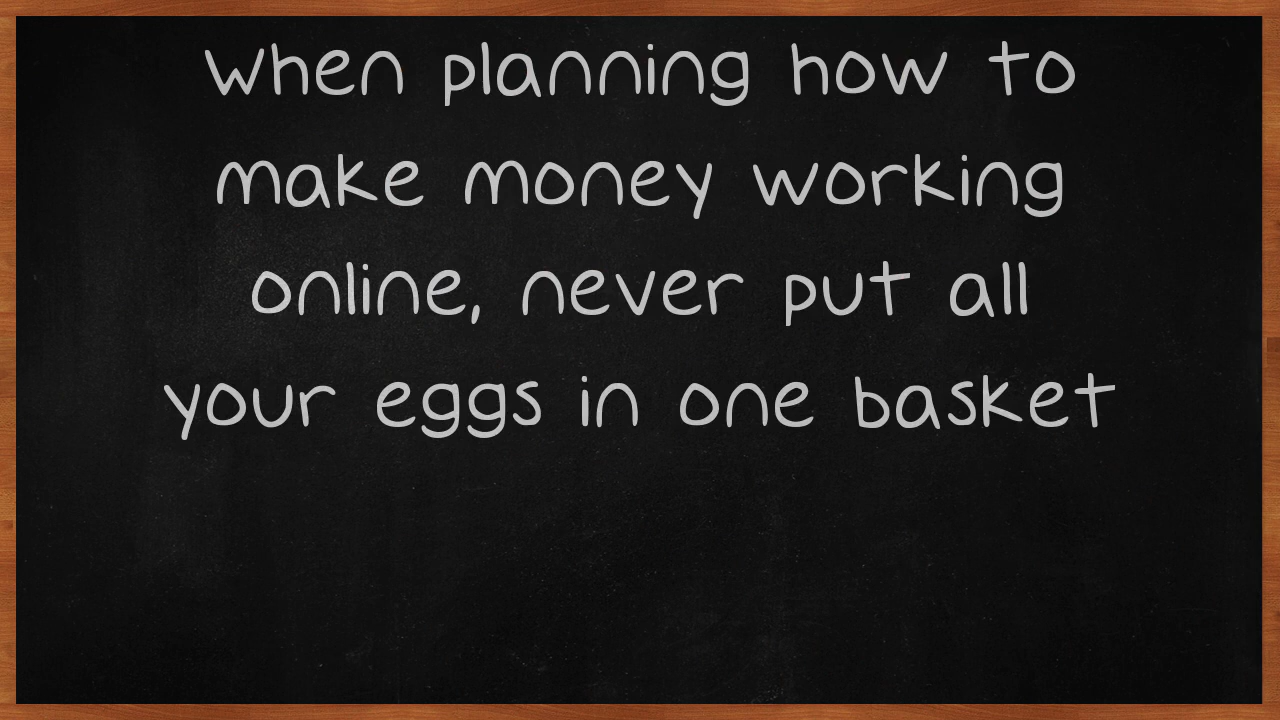 When planning how to
make money working
online, never put all
your eggs in one basket